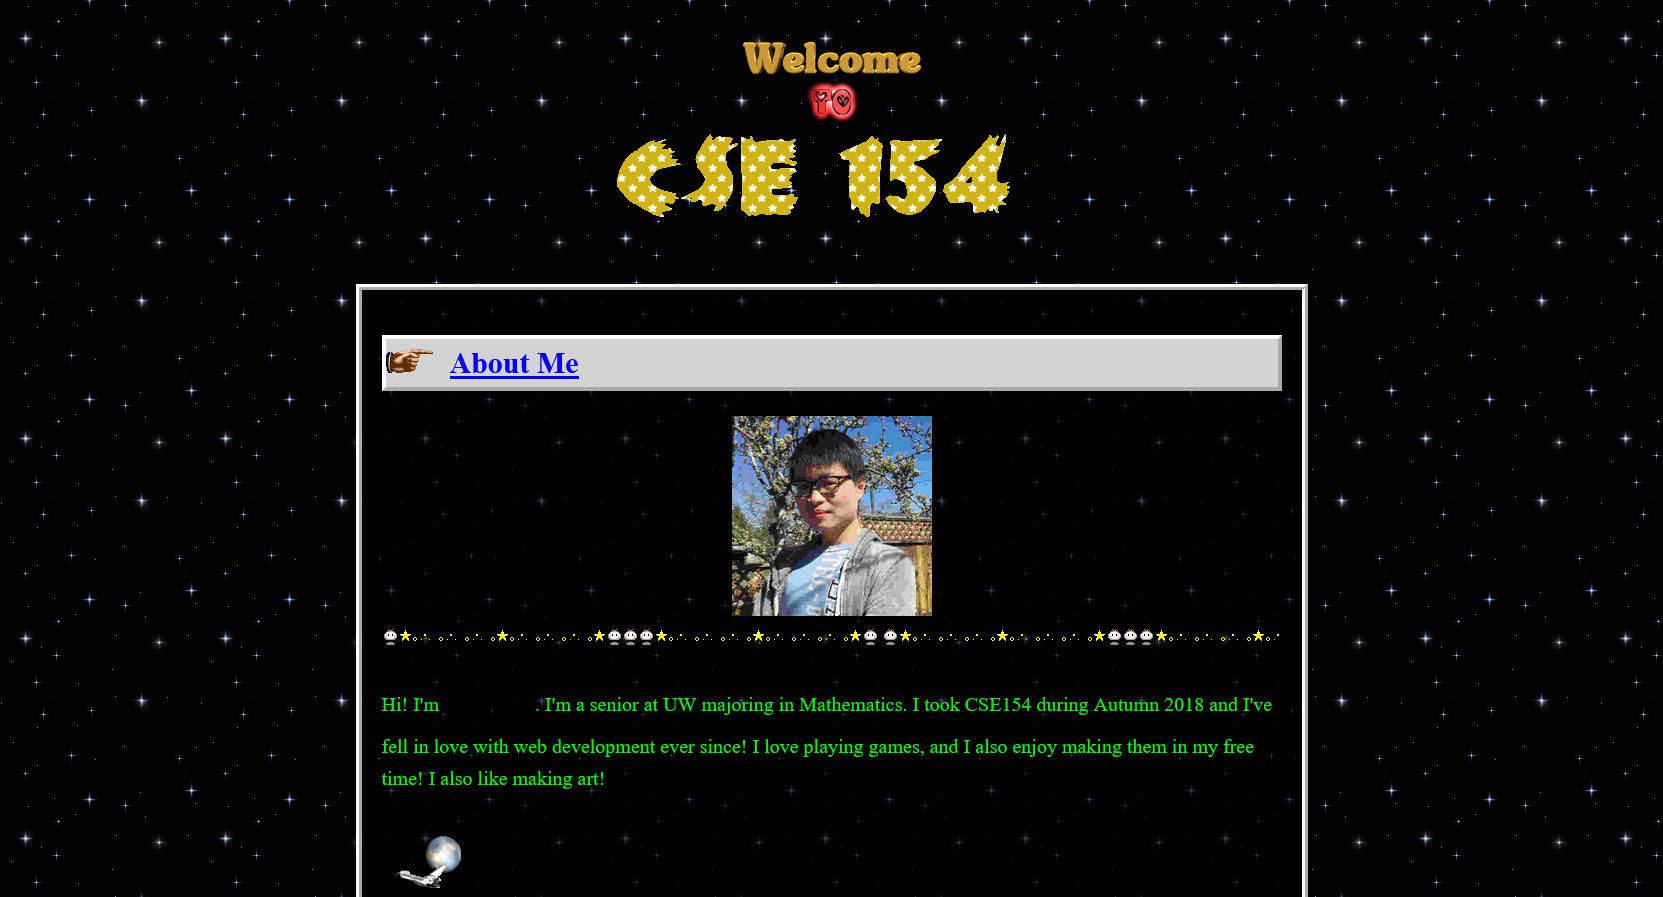 Welcome
TO
CSE 154
About Me
Hi! I'm . I'm a senior at UW majoring in Mathematics. I took CSE154 during Autumn 2018 and I've
fell in love with web development ever since! I love playing games, and I also enjoy making them in my free
time! I also like making art!